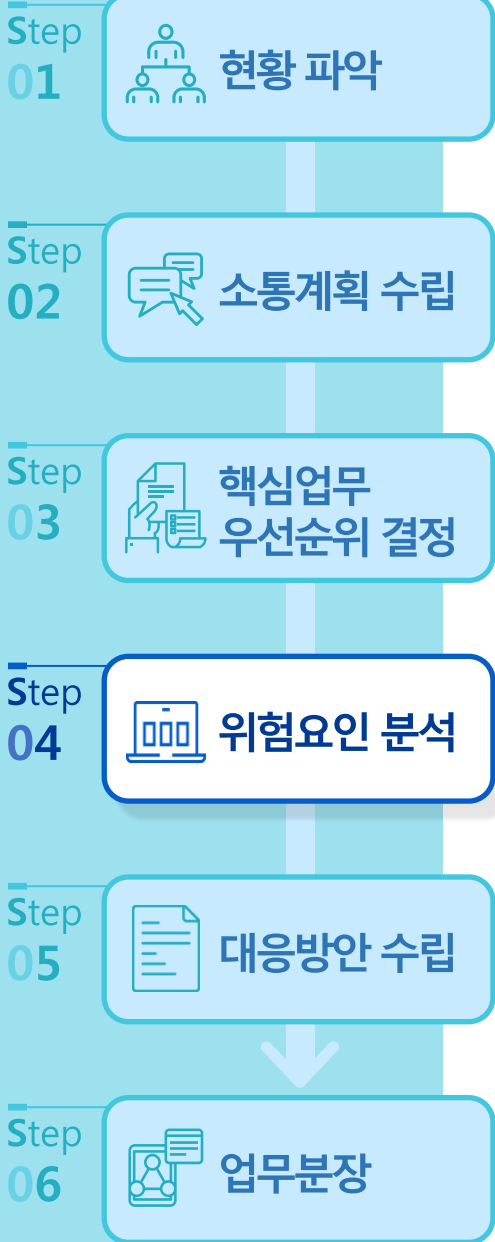 Step
01
현황 파악
Step
02
소통계획 수립
Step
03
핵심업무
우선순위 결정
Step
04
위험요인 분석
Step
05
대응방안 수립
Step
06
업무분장